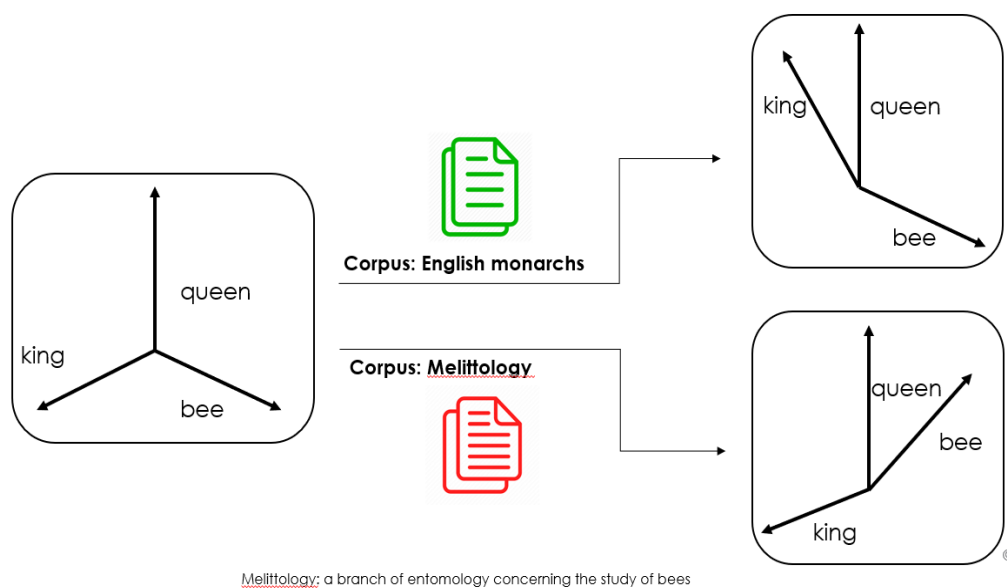 queen
king
bee
Corpus: English monarchs
Corpus: Melittology
king
queen
bee
queen
bee
king
Melittology: a branch of entomology concerning the study of bees